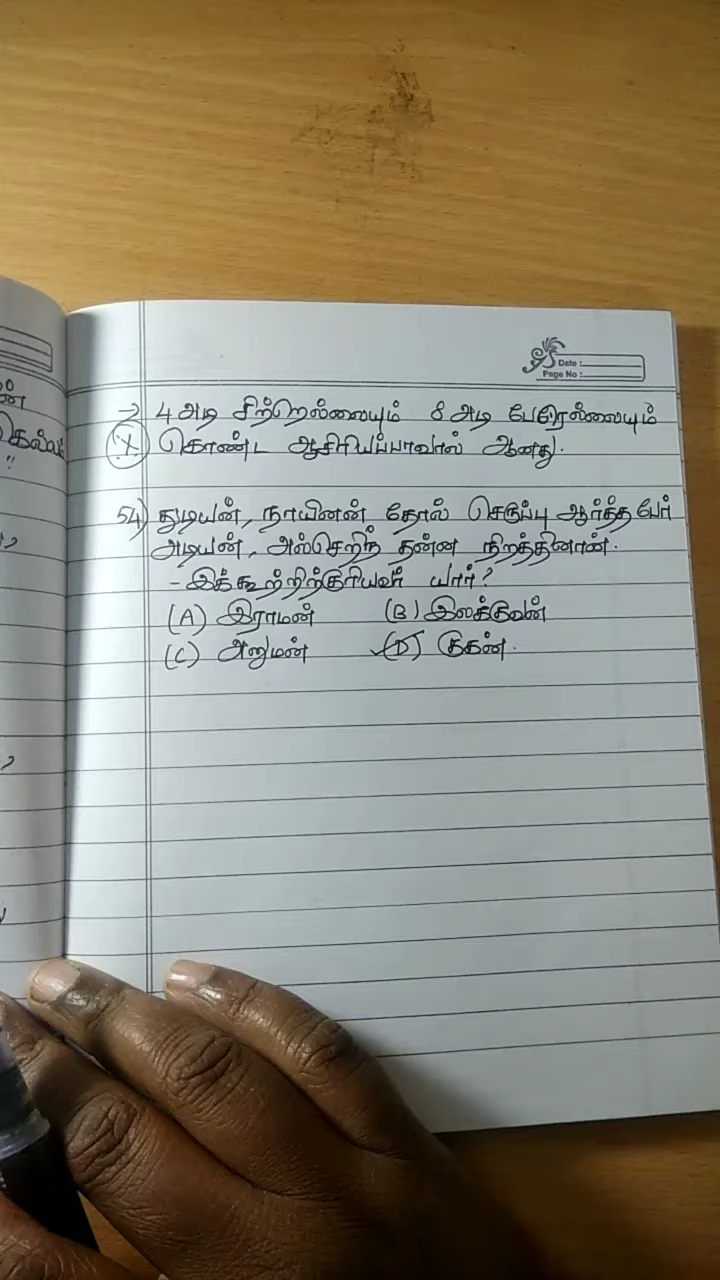 ன்
"
Date :
Page No :
→ 4 அடி சிற்றெல்லையும் 8 அடி பேரெல்லையும்
(X) கொண்ட ஆசிரியப்பாவால் ஆனது.
54) துடியன், நாயினன் தோல் செருப்பு ஆர்த்த பேர்
அடியன், அல்செறிந் தன்ன நிறத்தினான்.
- இக்கூற்றிற்குரியவர் யார்?
(A) இராமன் (B) இலக்குவன்
(C) அனுமன் ✓(D) குகன்.